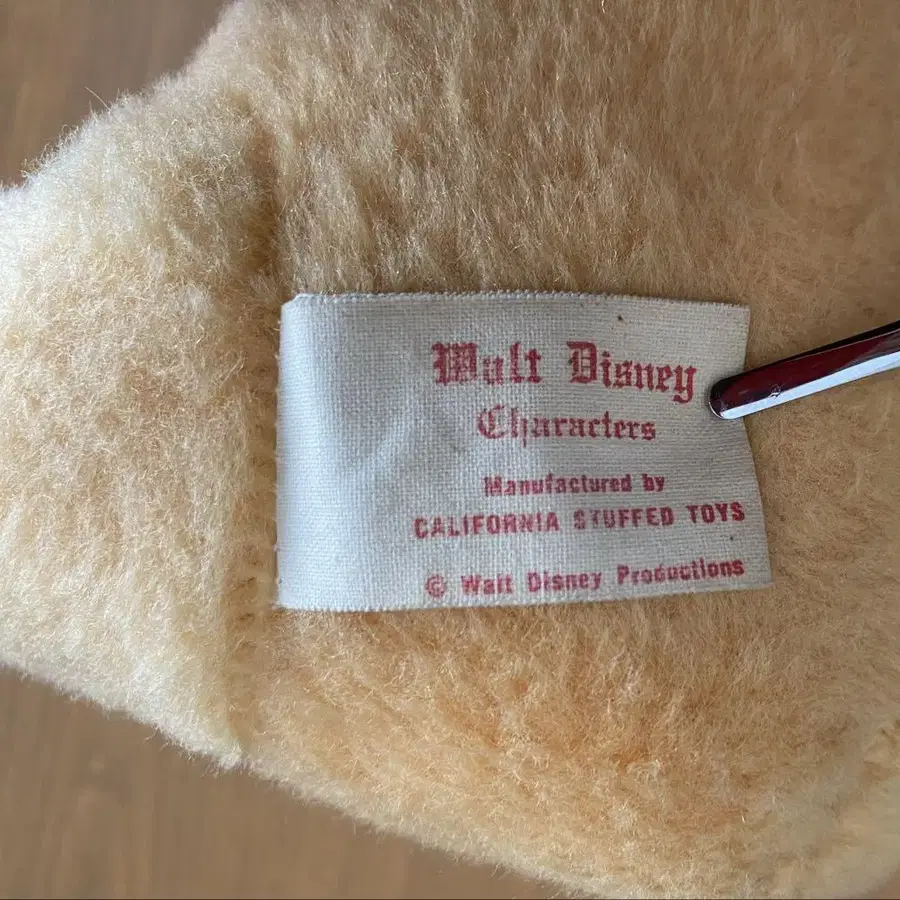 Walt Disney
Characters
Manufactured by
CALIFORNIA STUFFED TOYS
© Walt Disney Productions